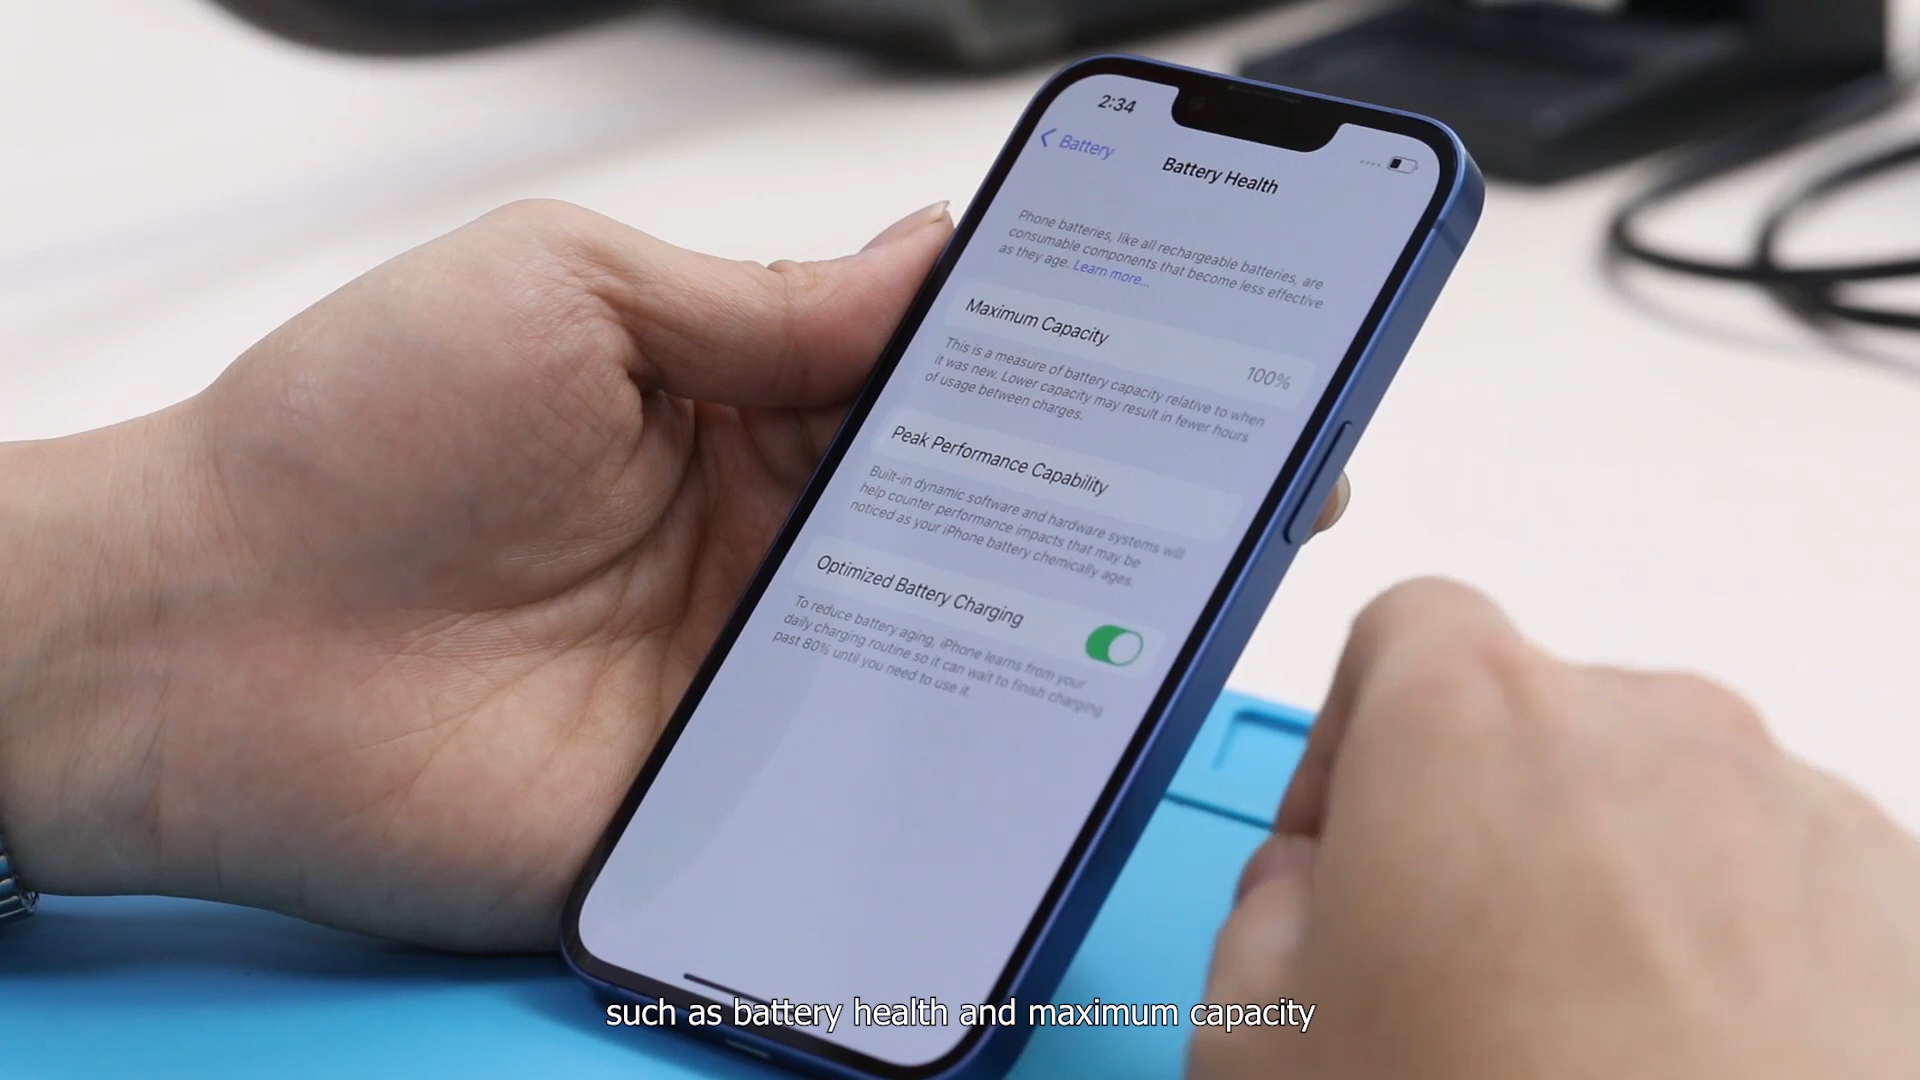 2:34
Battery
Battery Health
Phone batteries, like all rechargeable batteries, are
consumable components that become less effective
as they age. Learn more...
Maximum Capacity
100%
This is a measure of battery capacity relative to when
it was new. Lower capacity may result in fewer hours
of usage between charges.
Peak Performance Capability
Built-in dynamic software and hardware systems will
help counter performance impacts that may be
noticed as your iPhone battery chemically ages.
Optimized Battery Charging
To reduce battery aging, iPhone learns from your
daily charging routine so it can wait to finish charging
past 80% until you need to use it.
such as battery health and maximum capacity